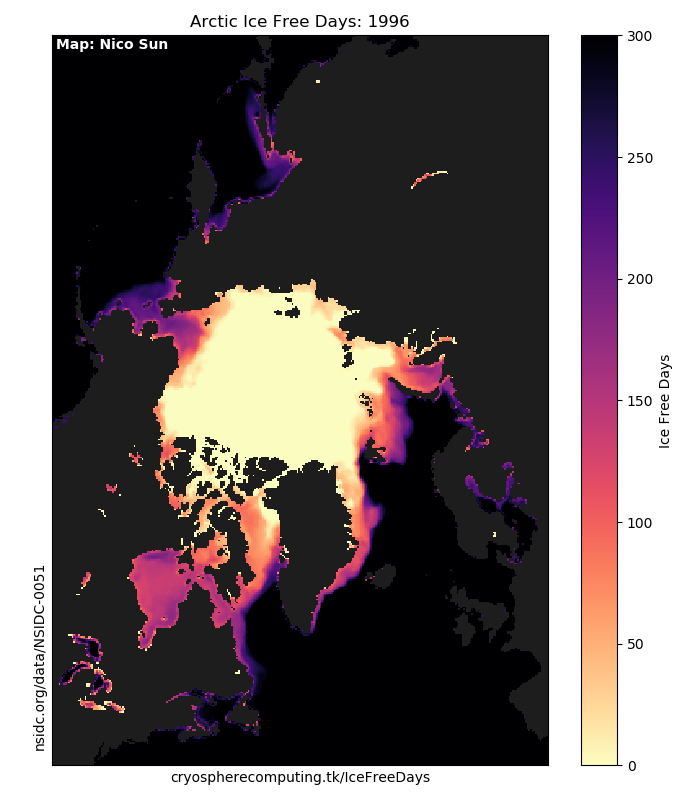 Arctic Ice Free Days: 1996
Map: Nico Sun
300
250
200
150
100
50
0
Ice Free Days
nsidc.org/data/NSIDC-0051
cryospherecomputing.tk/IceFreeDays